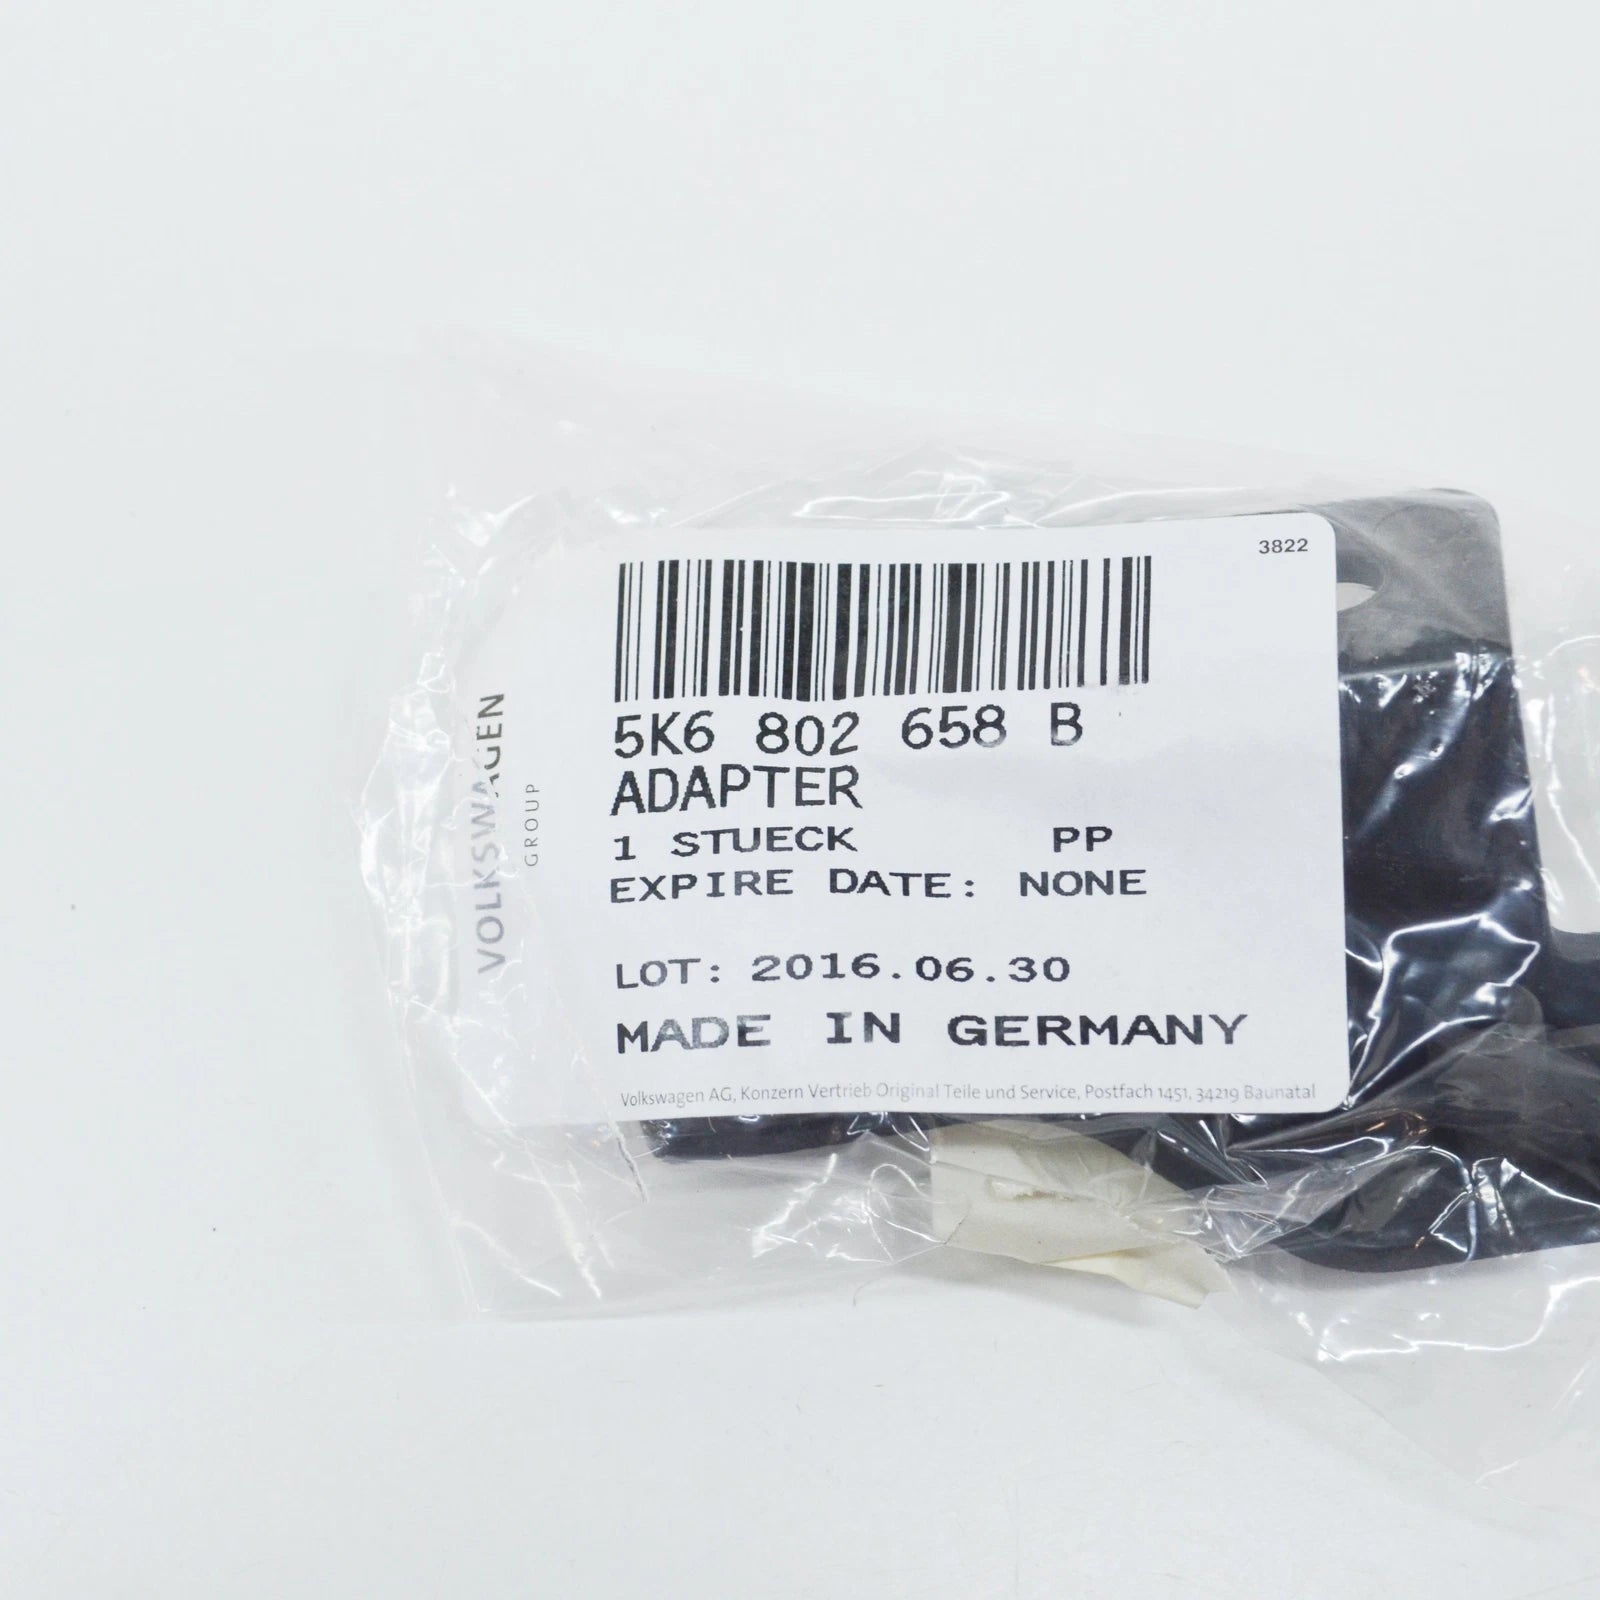 3822
5K6 802 658 B
ADAPTER
1 STUECK PP
EXPIRE DATE: NONE
LOT: 2016.06.30
MADE IN GERMANY
Volkswagen AG, Konzern Vertrieb Original Teile und Service, Postfach 1451, 34219 Baunatal
VOLKSWAGEN
GROUP